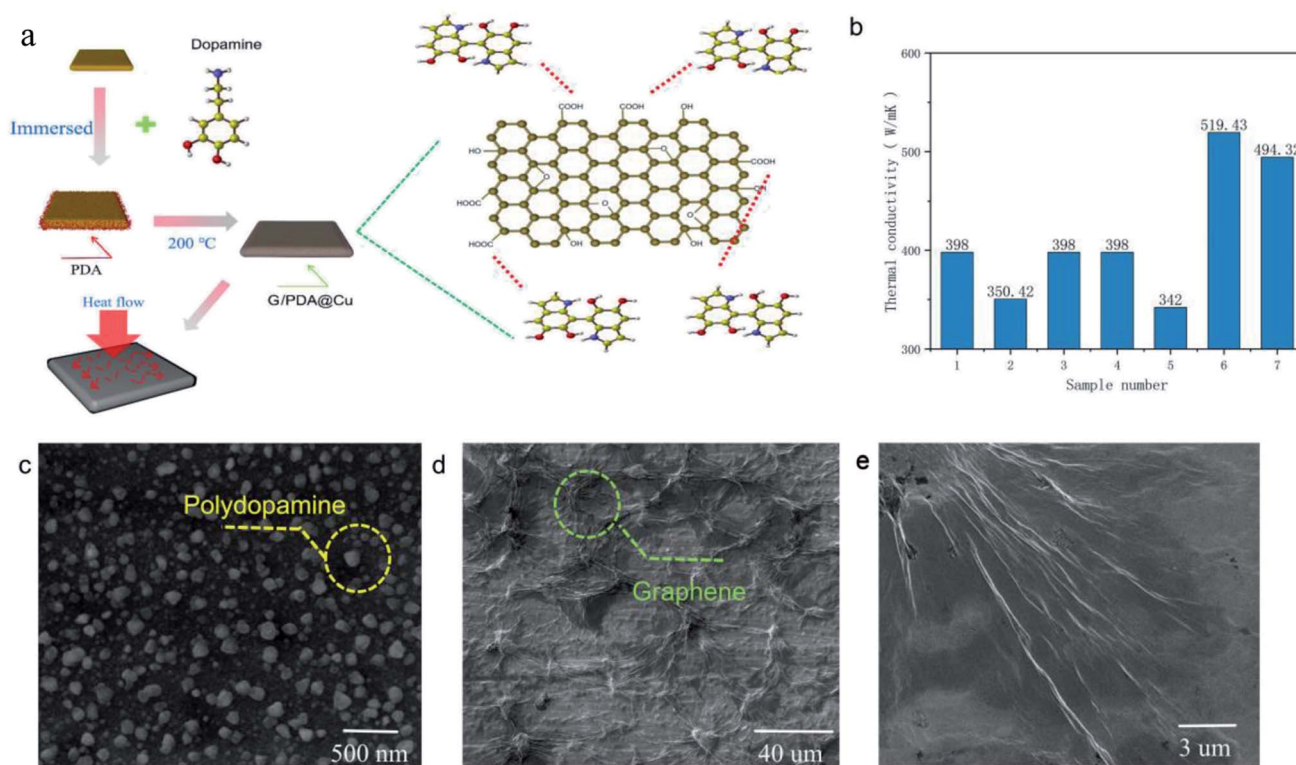 a
Dopamine
Immersed
+
PDA
200 °C
G/PDA@Cu
Heat flow
COOH
COOH
OH
HO
O
COOH
O
HOOC
O
O
HOOC
OH
OH
b
600
500
400
300
Thermal conductivity ( W/mK )
398
350.42
398
398
342
519.43
494.32
1 2 3 4 5 6 7
Sample number
c
Polydopamine
500 nm
d
Graphene
40 um
e
3 um